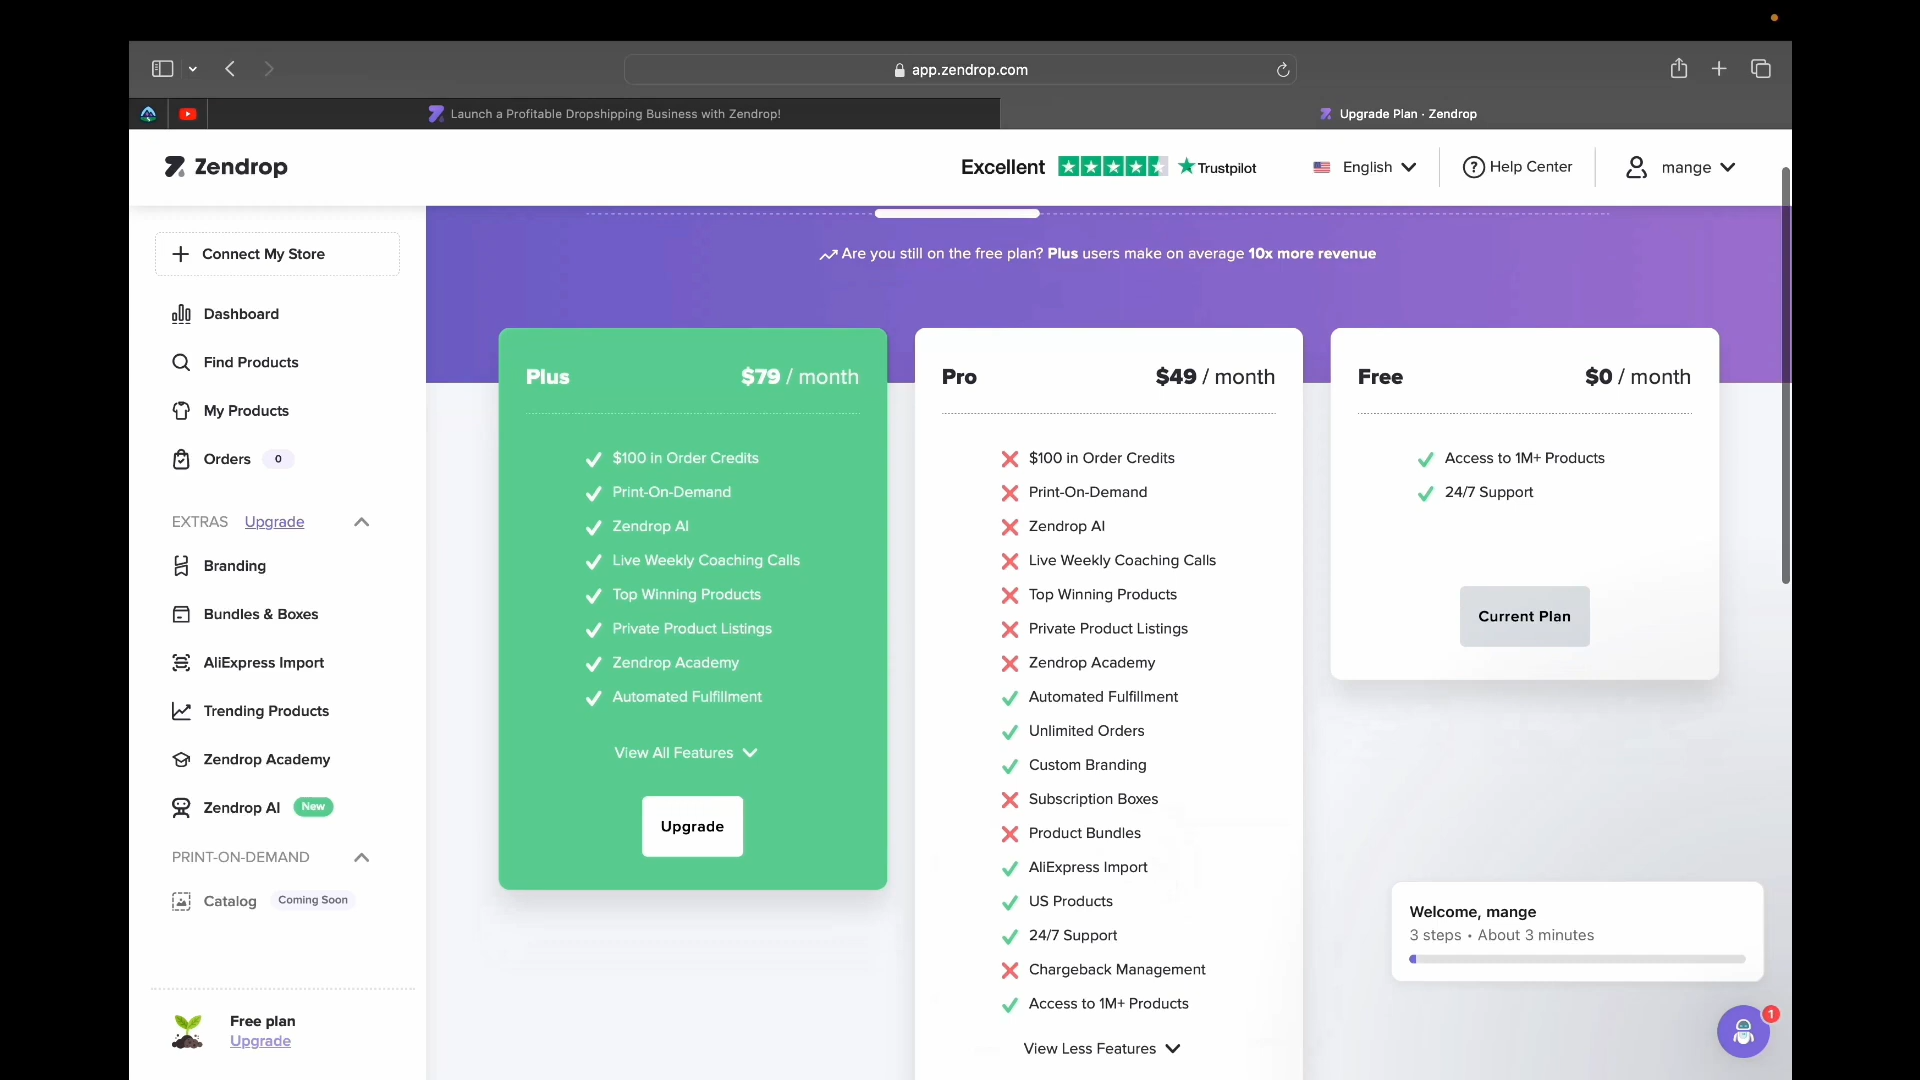 app.zendrop.com
Launch a Profitable Dropshipping Business with Zendrop!
Upgrade Plan · Zendrop
Zendrop
Excellent
Trustpilot
English
? Help Center
mange
Connect My Store
Dashboard
Find Products
My Products
Orders 0
EXTRAS Upgrade
Branding
Bundles & Boxes
AliExpress Import
Trending Products
Zendrop Academy
Zendrop AI New
PRINT-ON-DEMAND
Catalog Coming Soon
Free plan
Upgrade
Are you still on the free plan? Plus users make on average 10x more revenue
Plus $79 / month
$100 in Order Credits
Print-On-Demand
Zendrop AI
Live Weekly Coaching Calls
Top Winning Products
Private Product Listings
Zendrop Academy
Automated Fulfillment
View All Features
Upgrade
Pro $49 / month
$100 in Order Credits
Print-On-Demand
Zendrop AI
Live Weekly Coaching Calls
Top Winning Products
Private Product Listings
Zendrop Academy
Automated Fulfillment
Unlimited Orders
Custom Branding
Subscription Boxes
Product Bundles
AliExpress Import
US Products
24/7 Support
Chargeback Management
Access to 1M+ Products
View Less Features
Free $0 / month
Access to 1M+ Products
24/7 Support
Current Plan
Welcome, mange
3 steps • About 3 minutes
1